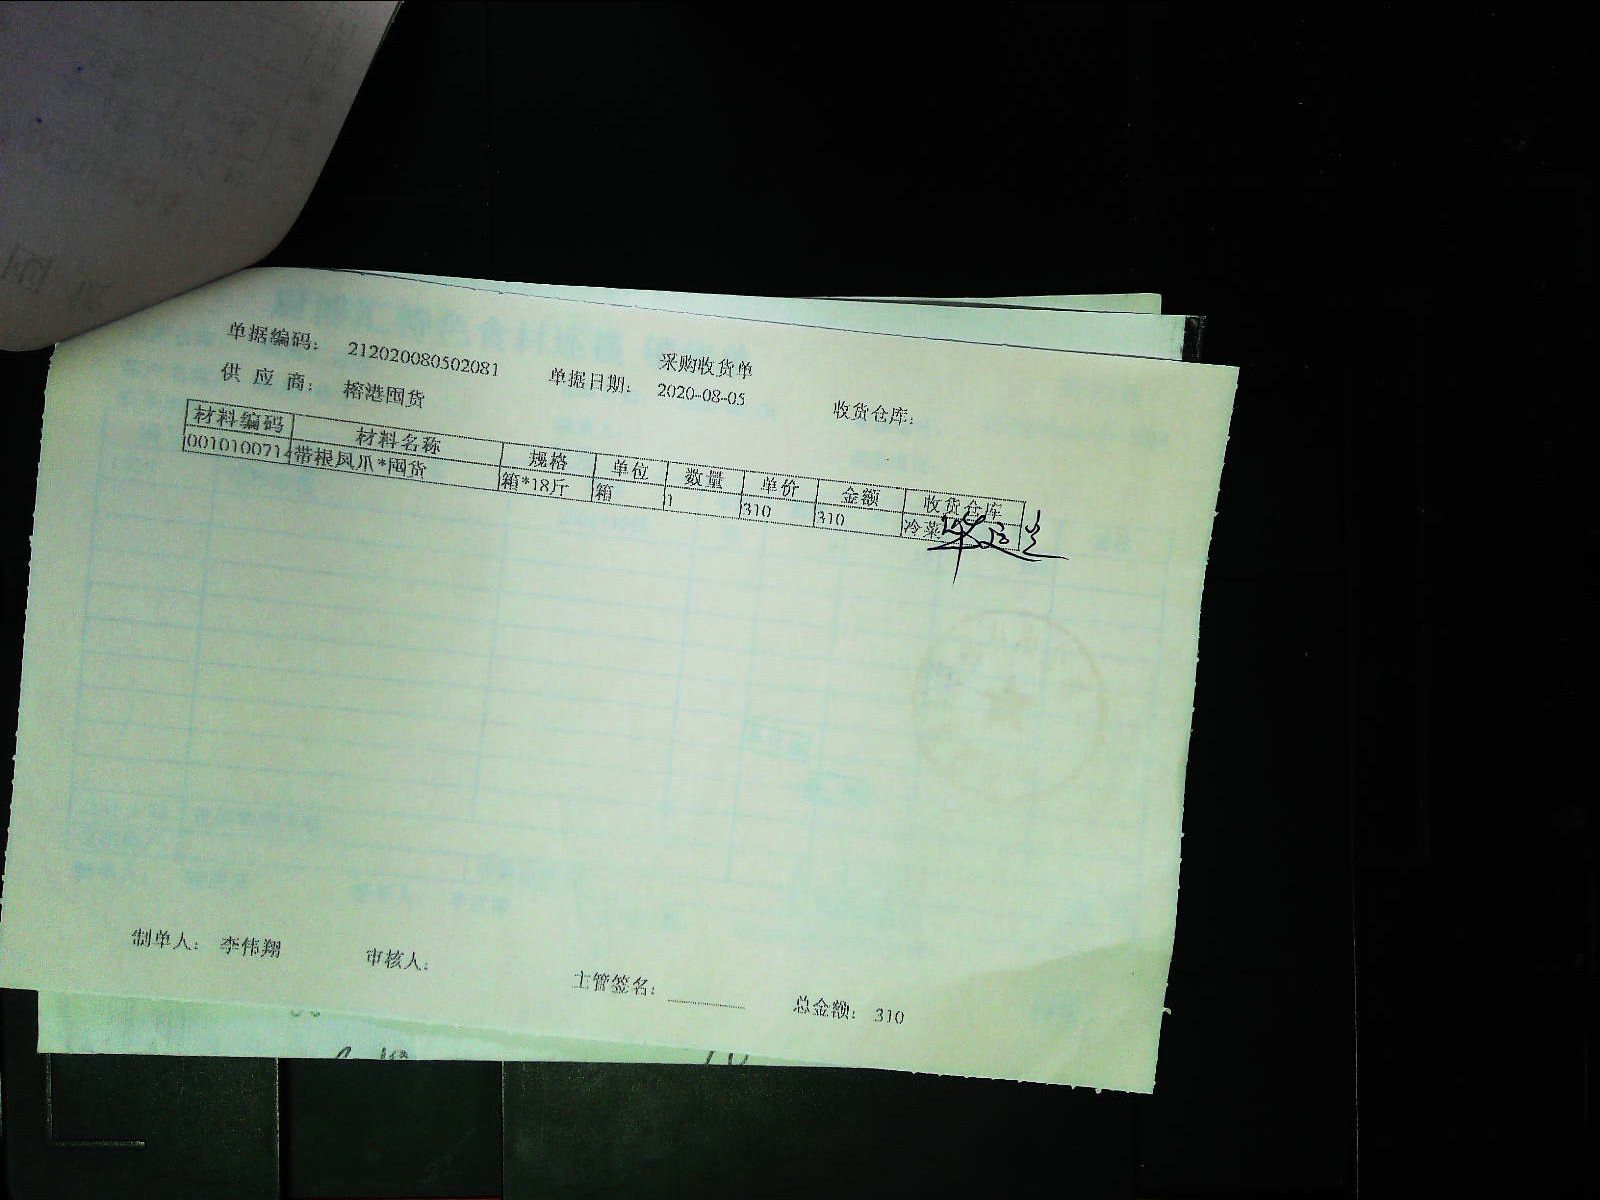 采购收货单
单据编码： 212020080502081 单据日期： 2020-08-05 收货仓库：
供 应 商： 榕港囤货
材料编码 材料名称 规格 单位 数量 单价 金额 收货仓库
0010100714 带根凤爪*囤货 箱*18斤 箱 1 310 310 冷菜
制单人： 李伟翔 审核人： 主管签名： 总金额： 310